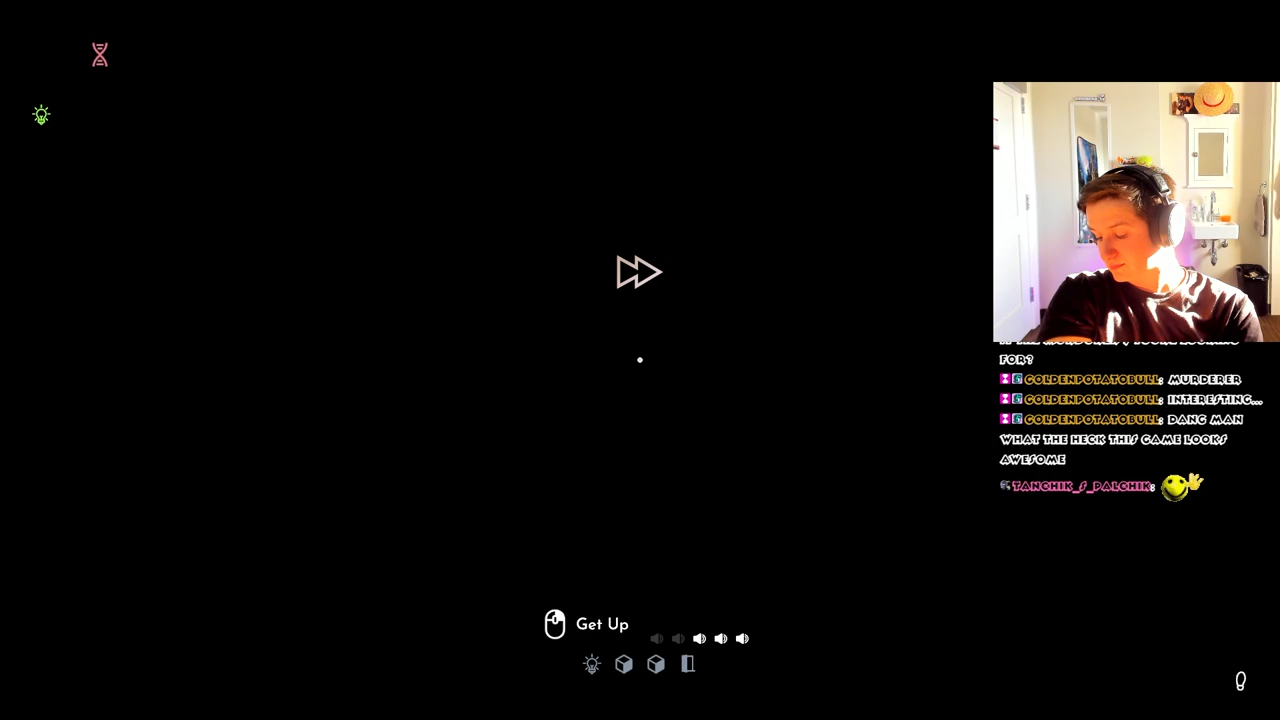 FOR?
GOLDENPOTATOBULL: MURDERER
GOLDENPOTATOBULL: INTERESTING...
GOLDENPOTATOBULL: DANG MAN
WHAT THE HECK THIS GAME LOOKS
AWESOME
TANCHIK_S_PALCHIK:
Get Up